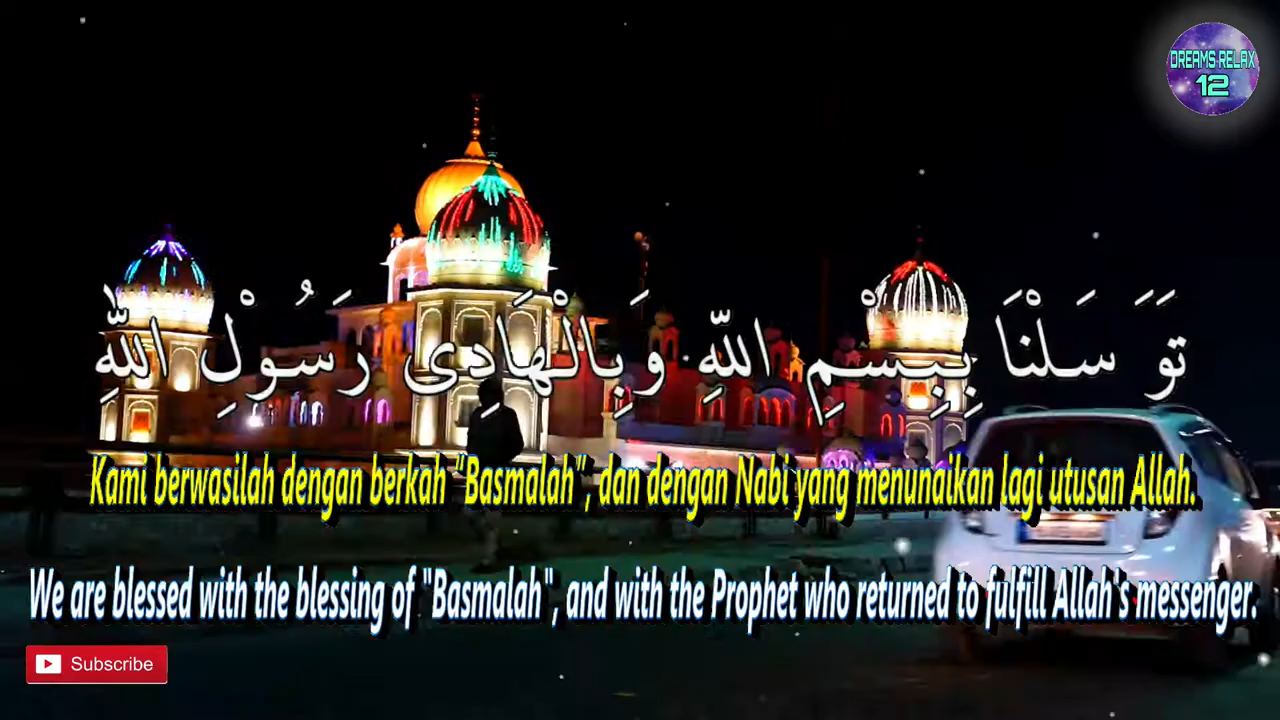 DREAMS RELAX
12
تَوَ سَلْنَا بِبِسْمِ اللّٰهِ وَبِالْهَادِى رَسُوْلِ اللّٰهِ
Kami berwasilah dengan berkah "Basmalah", dan dengan Nabi yang menunaikan lagi utusan Allah.
We are blessed with the blessing of "Basmalah", and with the Prophet who returned to fulfill Allah's messenger.
Subscribe